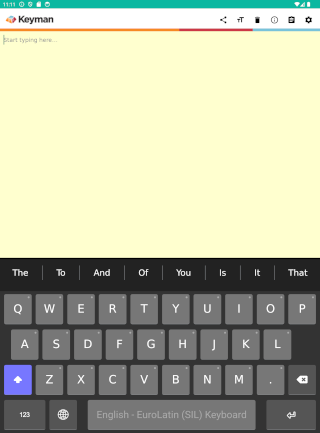 11:11
Keyman
Start typing here...
The To And Of You Is It That
Q W E R T Y U I O P
A S D F G H J K L
Z X C V B N M .
123 English - EuroLatin (SIL) Keyboard